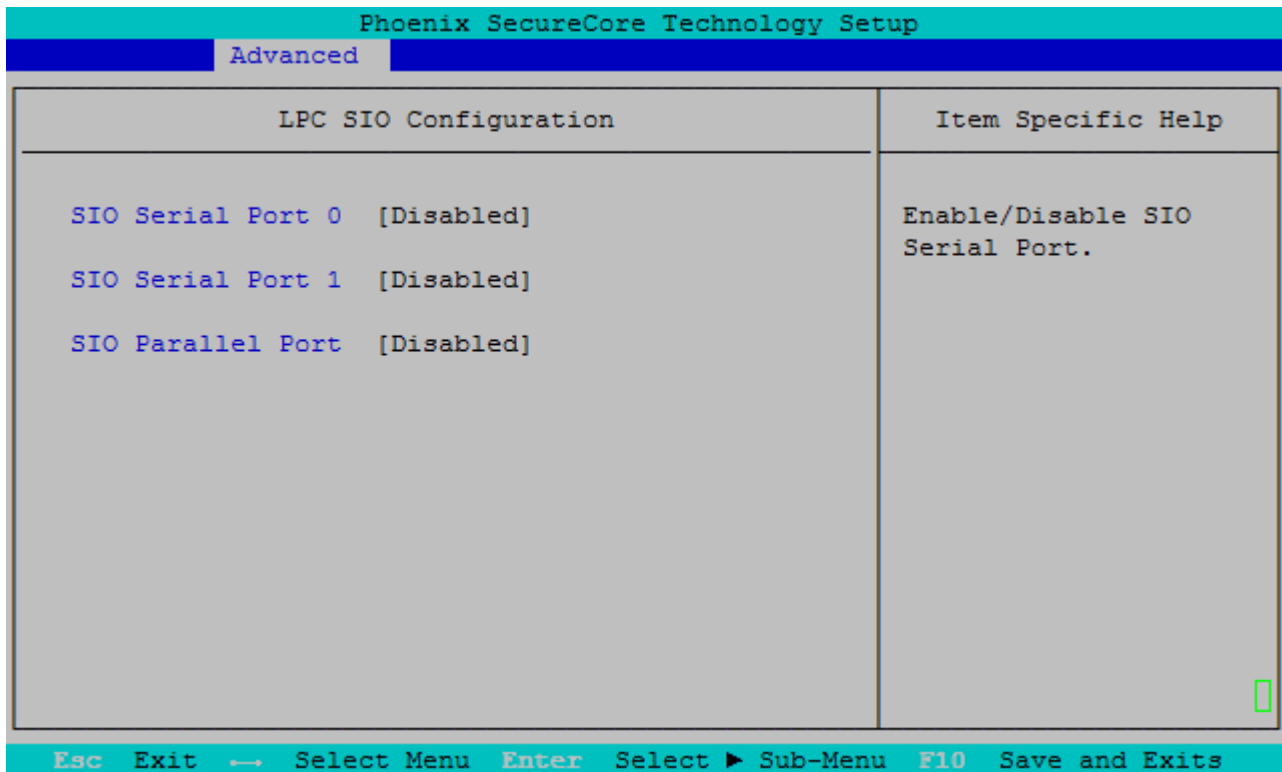 Phoenix SecureCore Technology Setup
Advanced
LPC SIO Configuration
Item Specific Help
SIO Serial Port 0 [Disabled]
SIO Serial Port 1 [Disabled]
SIO Parallel Port [Disabled]
Enable/Disable SIO
Serial Port.
Esc Exit ←→ Select Menu Enter Select ► Sub-Menu F10 Save and Exits